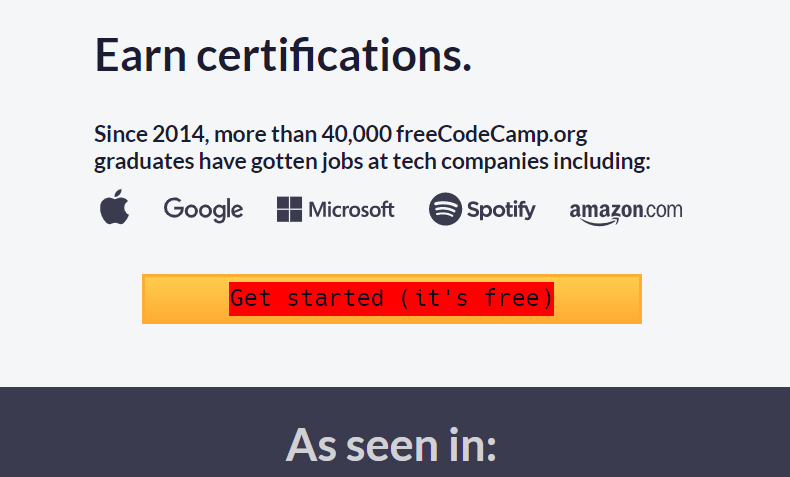 Earn certifications.
Since 2014, more than 40,000 freeCodeCamp.org
graduates have gotten jobs at tech companies including:
Google Microsoft Spotify amazon.com
Get started (it's free)
As seen in: